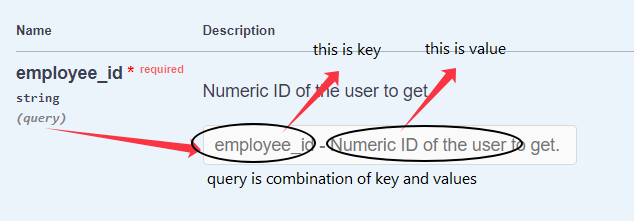 Name Description
this is key this is value
employee_id * required
string
(query)
Numeric ID of the user to get.
employee_id - Numeric ID of the user to get.
query is combination of key and values